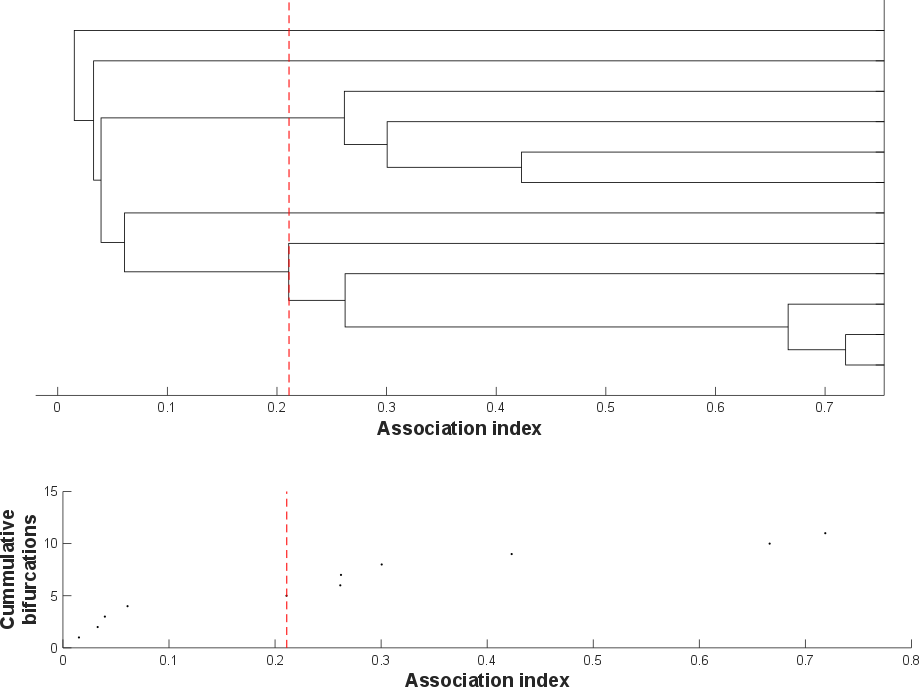 0 0.1 0.2 0.3 0.4 0.5 0.6 0.7
Association index
Cummulative
bifurcations
15
10
5
0
0 0.1 0.2 0.3 0.4 0.5 0.6 0.7 0.8
Association index